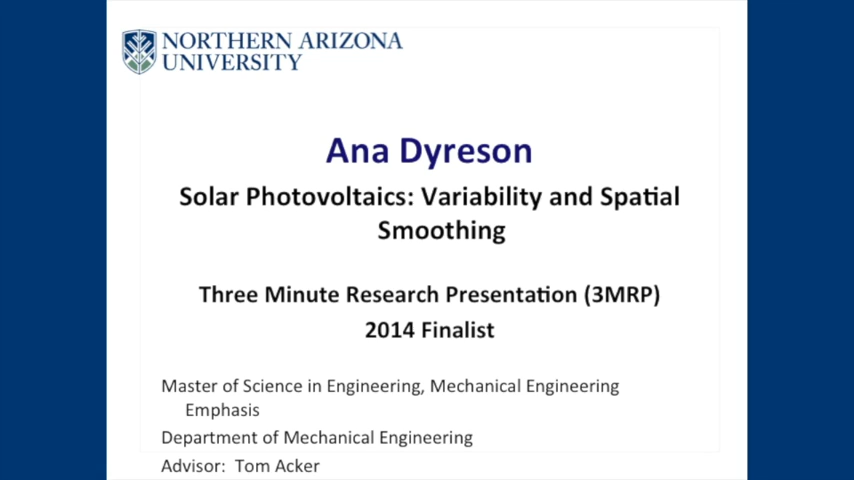 NORTHERN ARIZONA
UNIVERSITY
Ana Dyreson
Solar Photovoltaics: Variability and Spatial
Smoothing
Three Minute Research Presentation (3MRP)
2014 Finalist
Master of Science in Engineering, Mechanical Engineering
Emphasis
Department of Mechanical Engineering
Advisor: Tom Acker